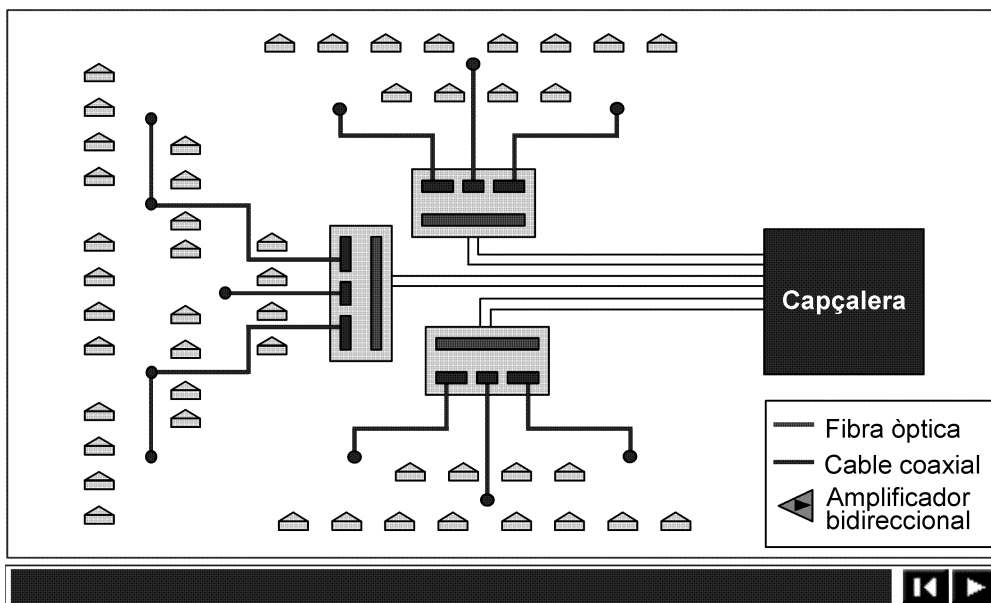 Capçalera
Fibra òptica
Cable coaxial
Amplificador
bidireccional